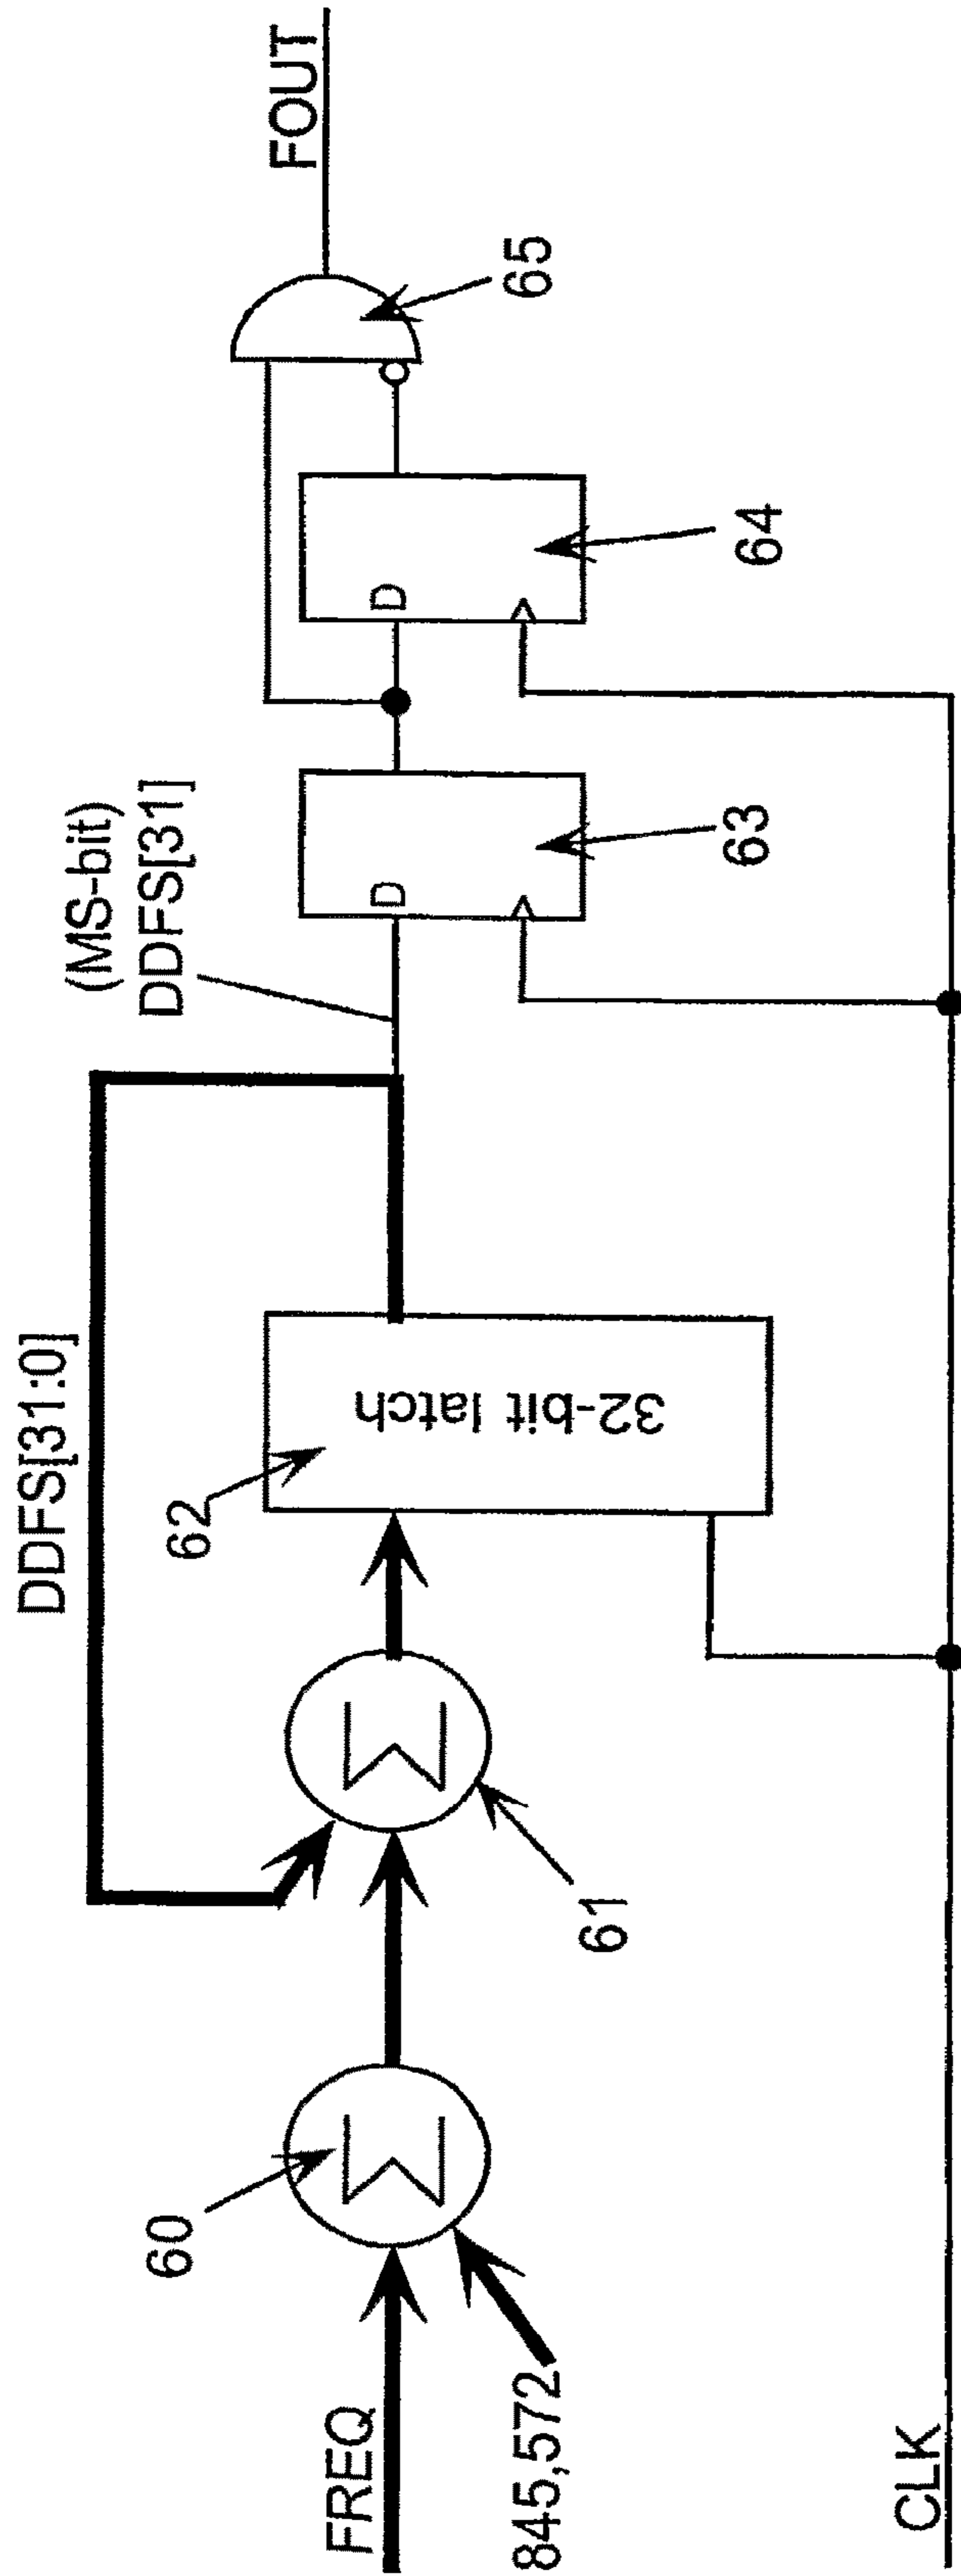 DDFS[31:0]
(MS-bit)
DDFS[31]
FOUT
60
62
32-bit latch
D
D
65
FREQ
845,572
61
63
64
CLK